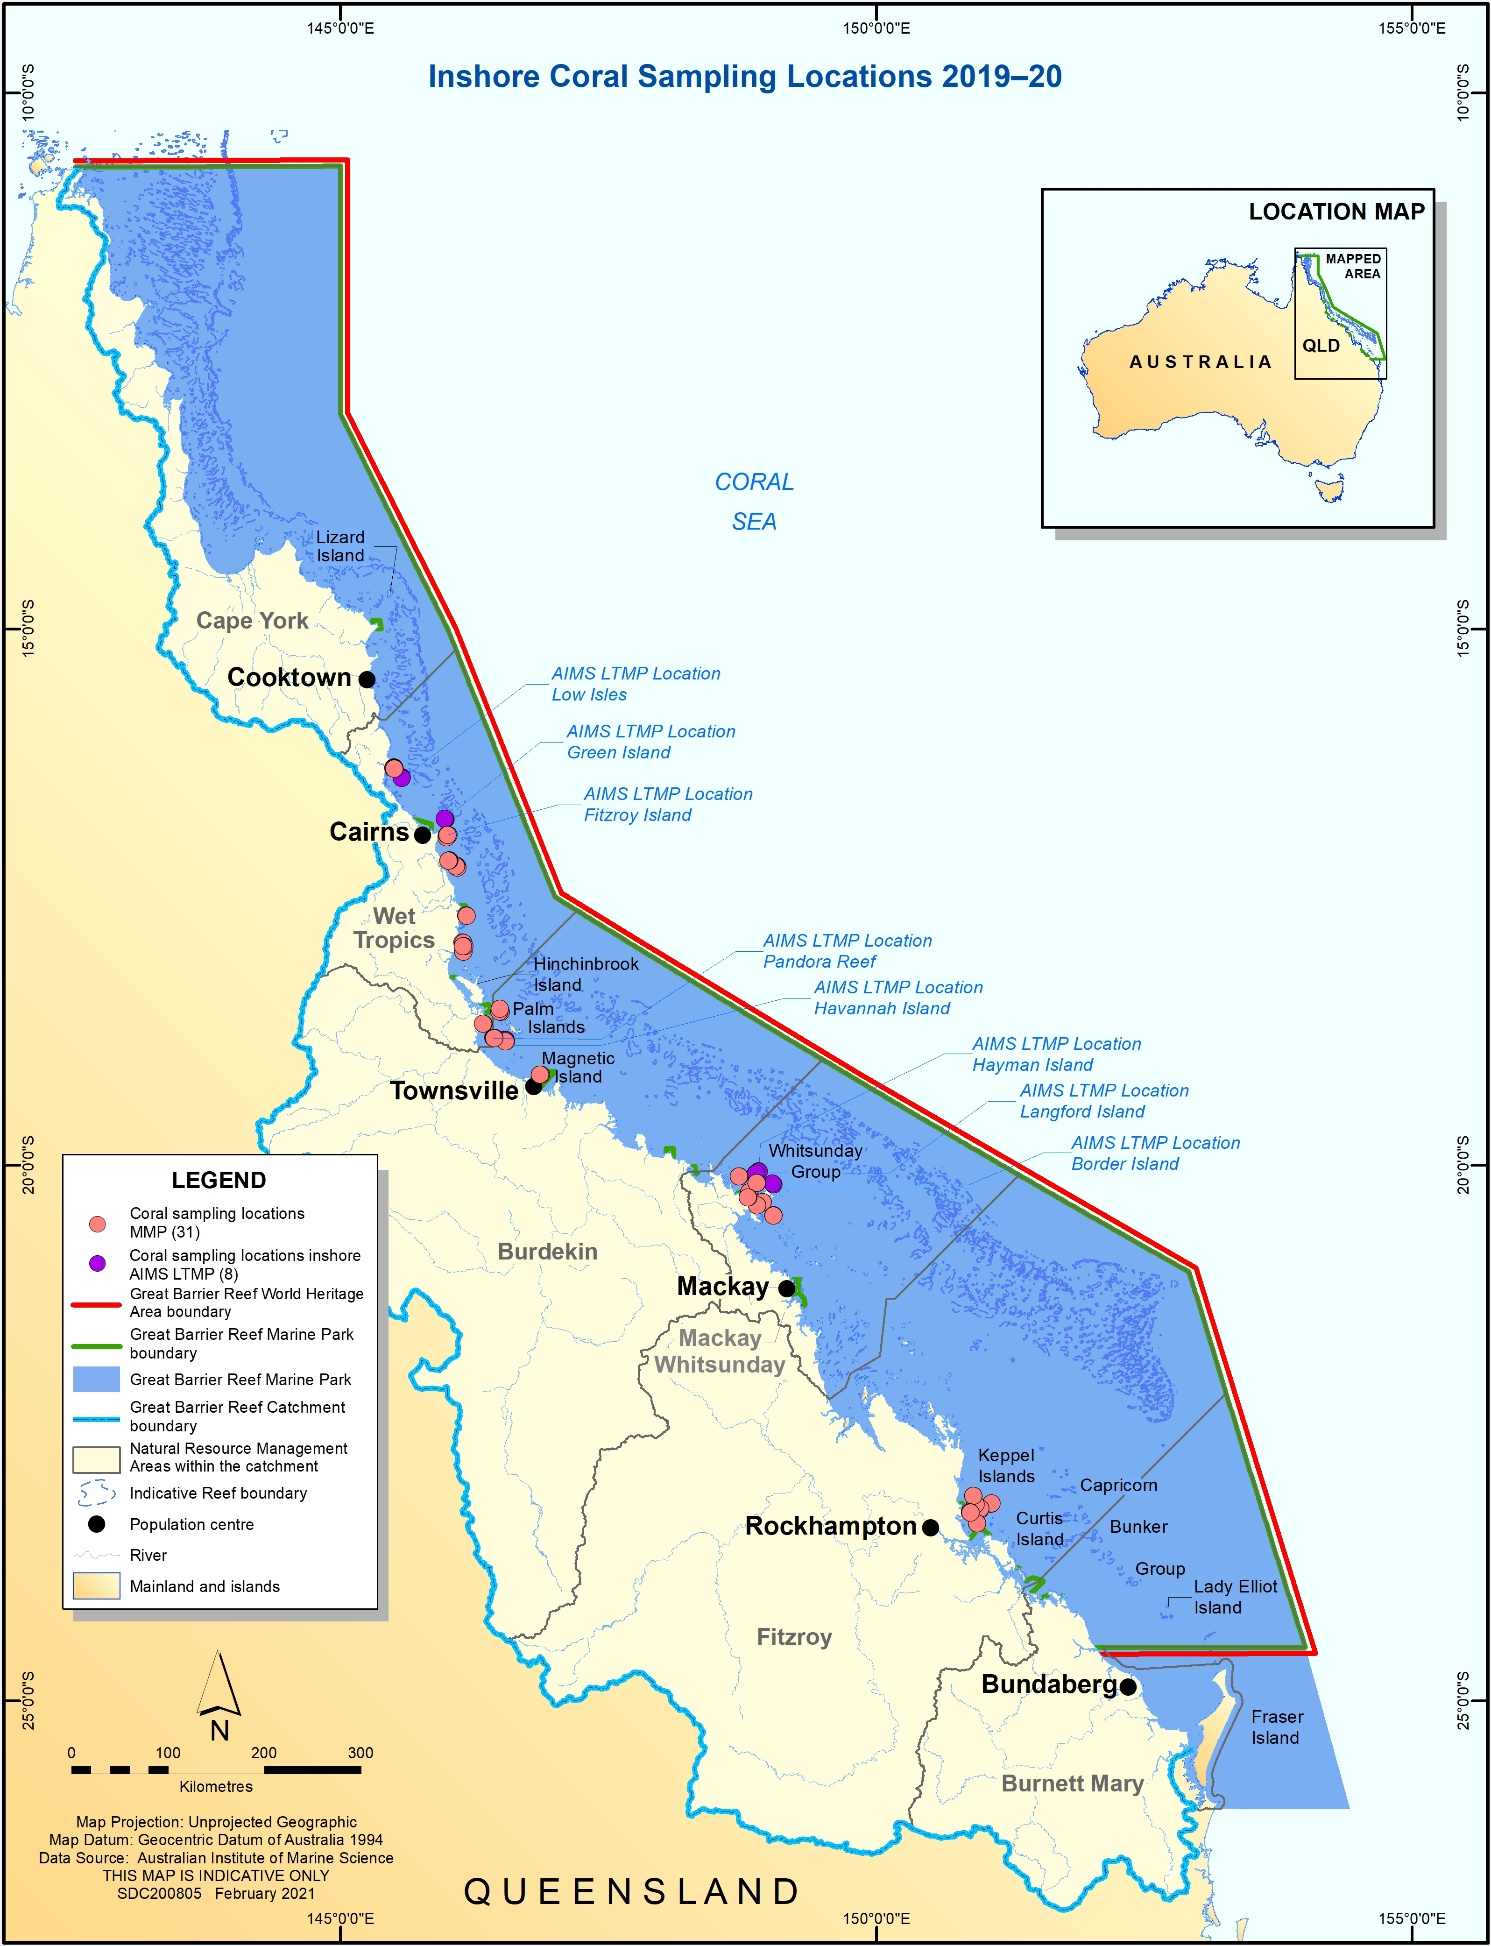 145°0'0"E
150°0'0"E
155°0'0"E
10°0'0"S
10°0'0"S
Inshore Coral Sampling Locations 2019–20
LOCATION MAP
MAPPED
AREA
QLD
AUSTRALIA
CORAL
SEA
Lizard
Island
Cape York
15°0'0"S
15°0'0"S
Cooktown
AIMS LTMP Location
Low Isles
AIMS LTMP Location
Green Island
AIMS LTMP Location
Fitzroy Island
Cairns
Wet
Tropics
AIMS LTMP Location
Pandora Reef
Hinchinbrook
Island
AIMS LTMP Location
Havannah Island
Palm
Islands
AIMS LTMP Location
Hayman Island
Magnetic
Island
Townsville
AIMS LTMP Location
Langford Island
AIMS LTMP Location
Border Island
Whitsunday
Group
20°0'0"S
20°0'0"S
Burdekin
Mackay
Mackay
Whitsunday
Keppel
Islands
Capricorn
Bunker
Group
Curtis
Island
Rockhampton
Lady Elliot
Island
Fitzroy
Bundaberg
Fraser
Island
Burnett Mary
25°0'0"S
25°0'0"S
LEGEND
Coral sampling locations
MMP (31)
Coral sampling locations inshore
AIMS LTMP (8)
Great Barrier Reef World Heritage
Area boundary
Great Barrier Reef Marine Park
boundary
Great Barrier Reef Marine Park
Great Barrier Reef Catchment
boundary
Natural Resource Management
Areas within the catchment
Indicative Reef boundary
Population centre
River
Mainland and islands
N
0 100 200 300
Kilometres
Map Projection: Unprojected Geographic
Map Datum: Geocentric Datum of Australia 1994
Data Source: Australian Institute of Marine Science
THIS MAP IS INDICATIVE ONLY
SDC200805 February 2021
QUEENSLAND
145°0'0"E
150°0'0"E
155°0'0"E